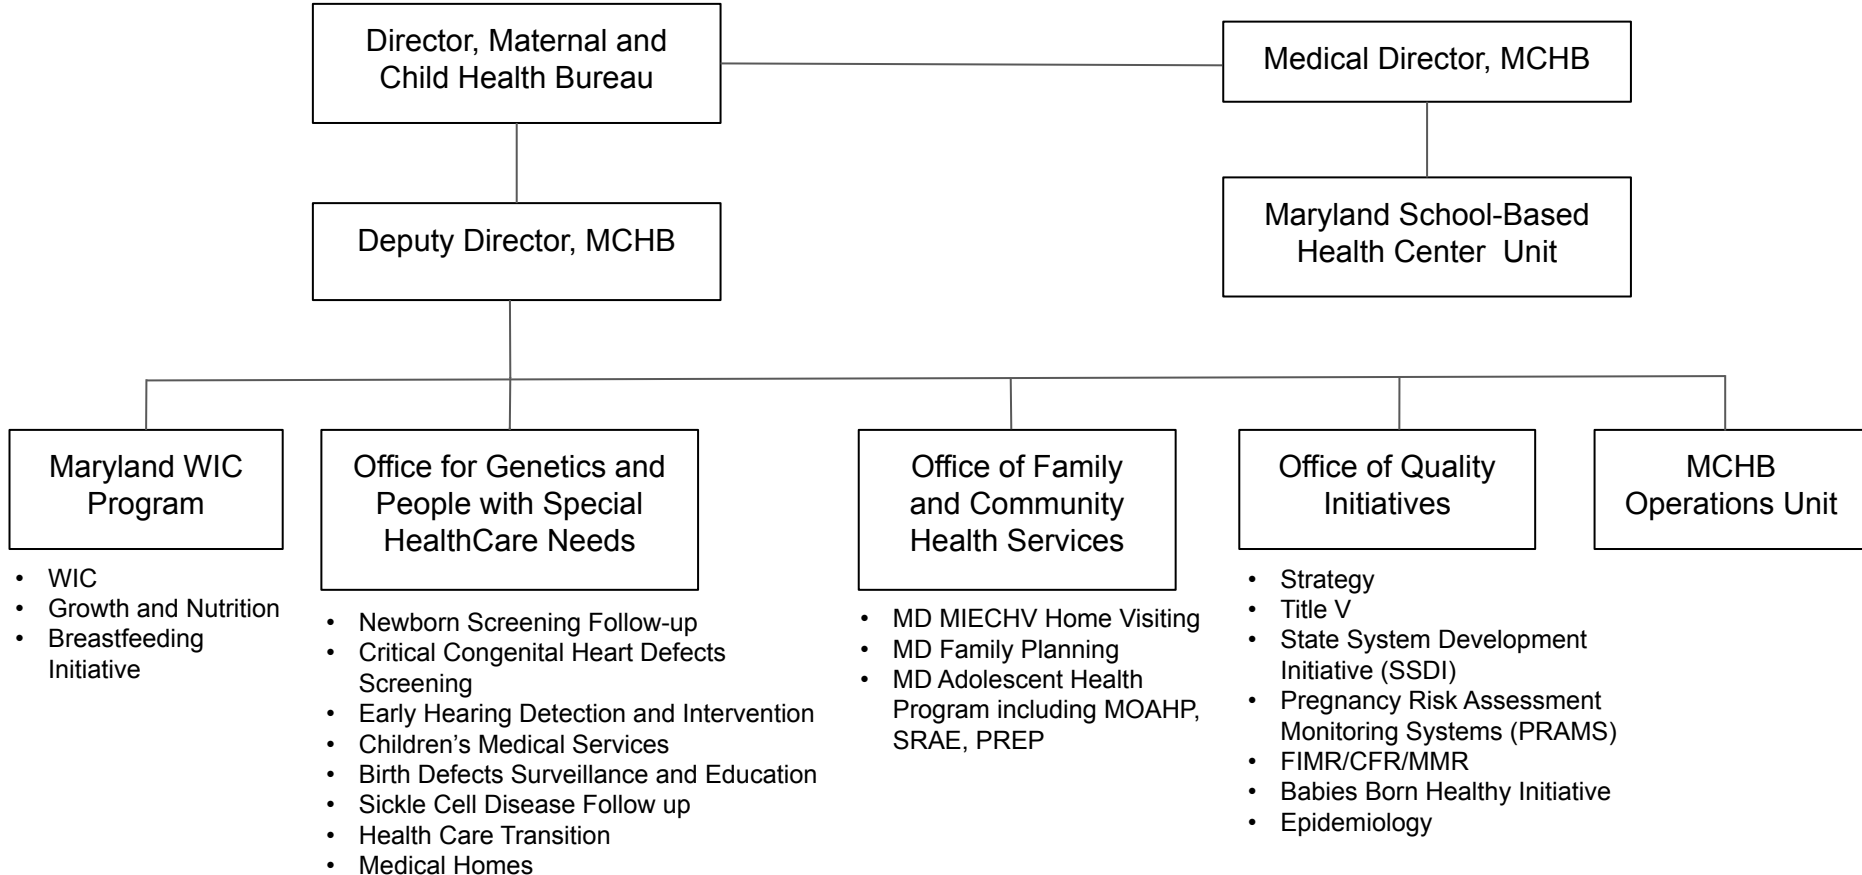 Director, Maternal and
Child Health Bureau
Medical Director, MCHB
Deputy Director, MCHB
Maryland School-Based
Health Center Unit
Maryland WIC
Program
• WIC
• Growth and Nutrition
• Breastfeeding
Initiative
Office for Genetics and
People with Special
HealthCare Needs
• Newborn Screening Follow-up
• Critical Congenital Heart Defects
Screening
• Early Hearing Detection and Intervention
• Children’s Medical Services
• Birth Defects Surveillance and Education
• Sickle Cell Disease Follow up
• Health Care Transition
• Medical Homes
Office of Family
and Community
Health Services
• MD MIECHV Home Visiting
• MD Family Planning
• MD Adolescent Health
Program including MOAHP,
SRAE, PREP
Office of Quality
Initiatives
• Strategy
• Title V
• State System Development
Initiative (SSDI)
• Pregnancy Risk Assessment
Monitoring Systems (PRAMS)
• FIMR/CFR/MMR
• Babies Born Healthy Initiative
• Epidemiology
MCHB
Operations Unit